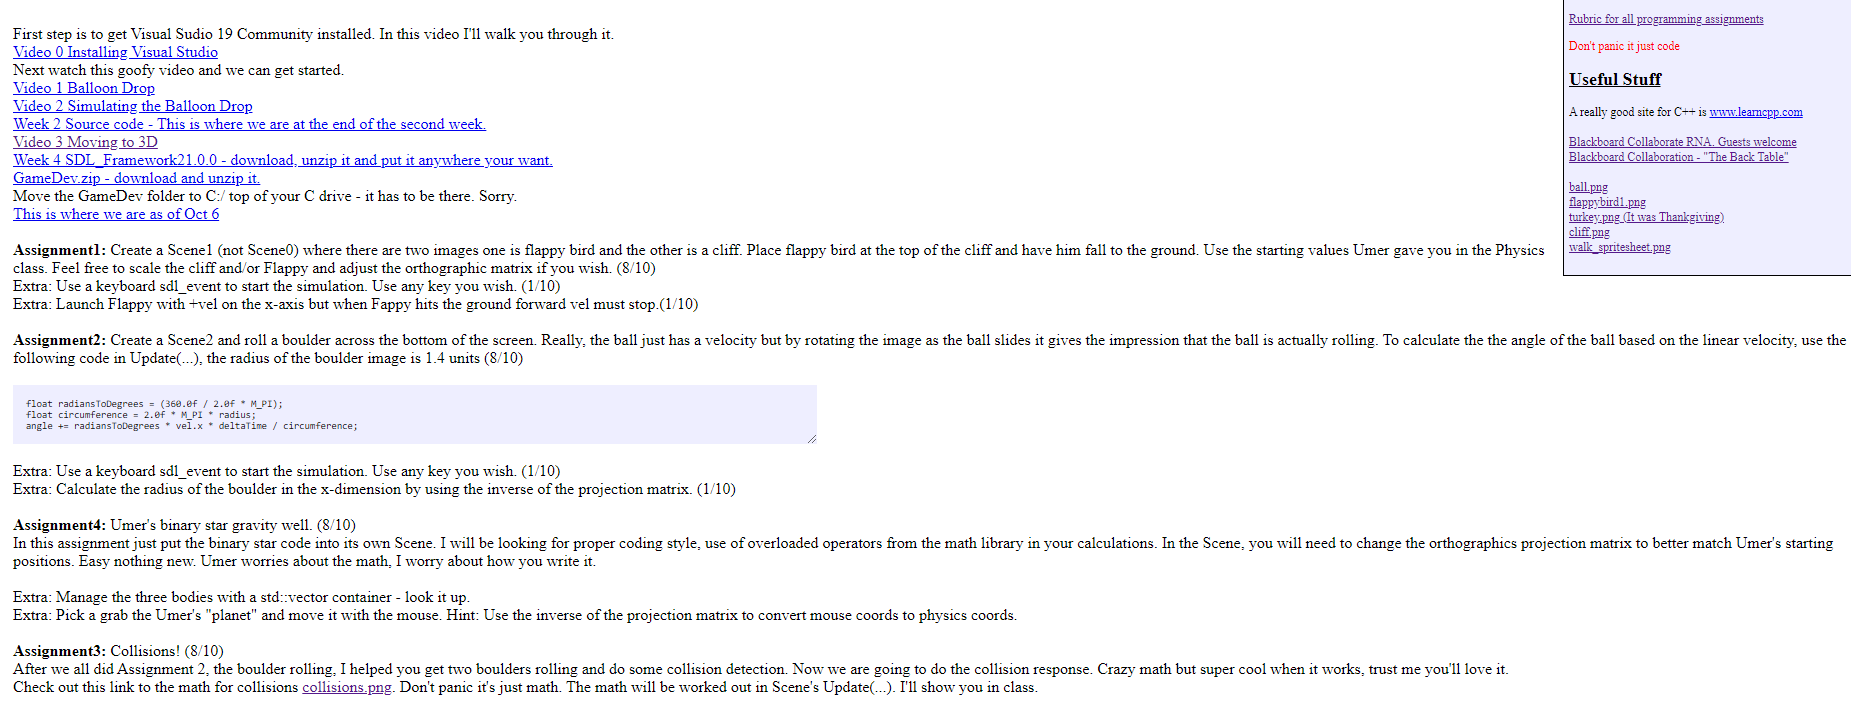 First step is to get Visual Sudio 19 Community installed. In this video I'll walk you through it.
Video 0 Installing Visual Studio
Next watch this goofy video and we can get started.
Video 1 Balloon Drop
Video 2 Simulating the Balloon Drop
Week 2 Source code - This is where we are at the end of the second week.
Video 3 Moving to 3D
Week 4 SDL_Framework21.0.0 - download, unzip it and put it anywhere your want.
GameDev.zip - download and unzip it.
Move the GameDev folder to C:/ top of your C drive - it has to be there. Sorry.
This is where we are as of Oct 6
Assignment1: Create a Scene1 (not Scene0) where there are two images one is flappy bird and the other is a cliff. Place flappy bird at the top of the cliff and have him fall to the ground. Use the starting values Umer gave you in the Physics
class. Feel free to scale the cliff and/or Flappy and adjust the orthographic matrix if you wish. (8/10)
Extra: Use a keyboard sdl_event to start the simulation. Use any key you wish. (1/10)
Extra: Launch Flappy with +vel on the x-axis but when Fappy hits the ground forward vel must stop.(1/10)
Assignment2: Create a Scene2 and roll a boulder across the bottom of the screen. Really, the ball just has a velocity but by rotating the image as the ball slides it gives the impression that the ball is actually rolling. To calculate the the angle of the ball based on the linear velocity, use the
following code in Update(...), the radius of the boulder image is 1.4 units (8/10)
float radiansToDegrees = (360.0f / 2.0f * M_PI);
float circumference = 2.0f * M_PI * radius;
angle += radiansToDegrees * vel.x * deltaTime / circumference;
Extra: Use a keyboard sdl_event to start the simulation. Use any key you wish. (1/10)
Extra: Calculate the radius of the boulder in the x-dimension by using the inverse of the projection matrix. (1/10)
Assignment4: Umer's binary star gravity well. (8/10)
In this assignment just put the binary star code into its own Scene. I will be looking for proper coding style, use of overloaded operators from the math library in your calculations. In the Scene, you will need to change the orthographics projection matrix to better match Umer's starting
positions. Easy nothing new. Umer worries about the math, I worry about how you write it.
Extra: Manage the three bodies with a std::vector container - look it up.
Extra: Pick a grab the Umer's "planet" and move it with the mouse. Hint: Use the inverse of the projection matrix to convert mouse coords to physics coords.
Assignment3: Collisions! (8/10)
After we all did Assignment 2, the boulder rolling, I helped you get two boulders rolling and do some collision detection. Now we are going to do the collision response. Crazy math but super cool when it works, trust me you'll love it.
Check out this link to the math for collisions collisions.png. Don't panic it's just math. The math will be worked out in Scene's Update(...). I'll show you in class.
Rubric for all programming assignments
Don't panic it just code
Useful Stuff
A really good site for C++ is www.learncpp.com
Blackboard Collaborate RNA. Guests welcome
Blackboard Collaboration - "The Back Table"
ball.png
flappybird1.png
turkey.png (It was Thankgiving)
cliff.png
walk_spritesheet.png